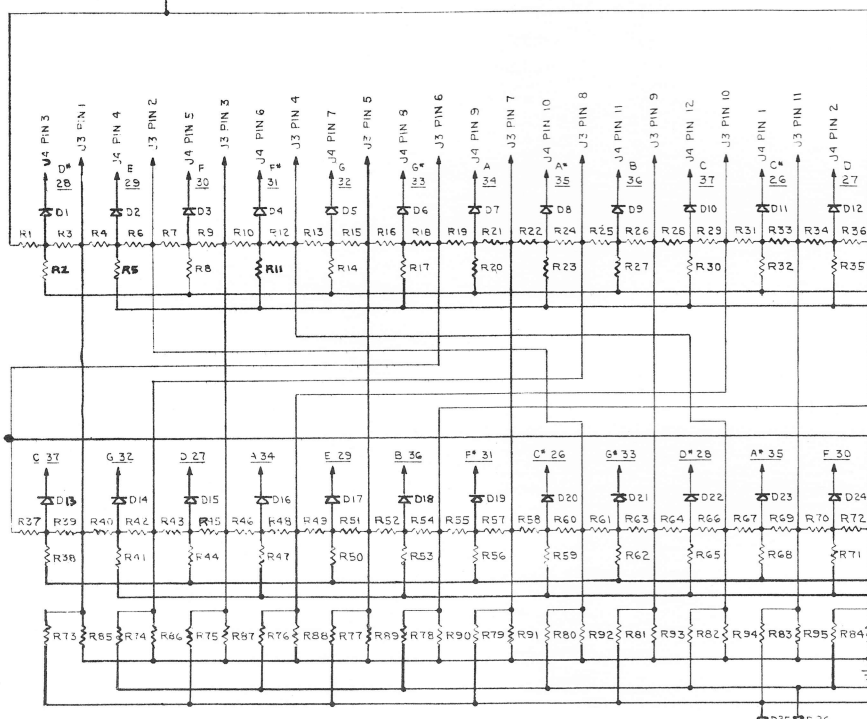 J4 PIN 3 J3 PIN 1 J4 PIN 4 J3 PIN 2 J4 PIN 5 J3 PIN 3 J4 PIN 6 J3 PIN 4 J4 PIN 7 J3 PIN 5 J4 PIN 8 J3 PIN 6 J4 PIN 9 J3 PIN 7 J4 PIN 10 J3 PIN 8 J4 PIN 11 J3 PIN 9 J4 PIN 12 J3 PIN 10 J4 PIN 1 J3 PIN 11 J4 PIN 2
D# E F F# G G# A A# B C C# D
28 29 30 31 32 33 34 35 36 37 26 27
D1 D2 D3 D4 D5 D6 D7 D8 D9 D10 D11 D12
R1 R3 R4 R6 R7 R9 R10 R12 R13 R15 R16 R18 R19 R21 R22 R24 R25 R26 R28 R29 R31 R33 R34 R36
R2 R5 R8 R11 R14 R17 R20 R23 R27 R30 R32 R35
C 37 G 32 D 27 A 34 E 29 B 36 F# 31 C# 26 G# 33 D# 28 A# 35 F 30
D13 D14 D15 D16 D17 D18 D19 D20 D21 D22 D23 D24
R37 R39 R40 R42 R43 R45 R46 R48 R49 R51 R52 R54 R55 R57 R58 R60 R61 R63 R64 R66 R67 R69 R70 R72
R38 R41 R44 R47 R50 R53 R56 R59 R62 R65 R68 R71
R73 R85 R74 R86 R75 R87 R76 R88 R77 R89 R78 R90 R79 R91 R80 R92 R81 R93 R82 R94 R83 R95 R84